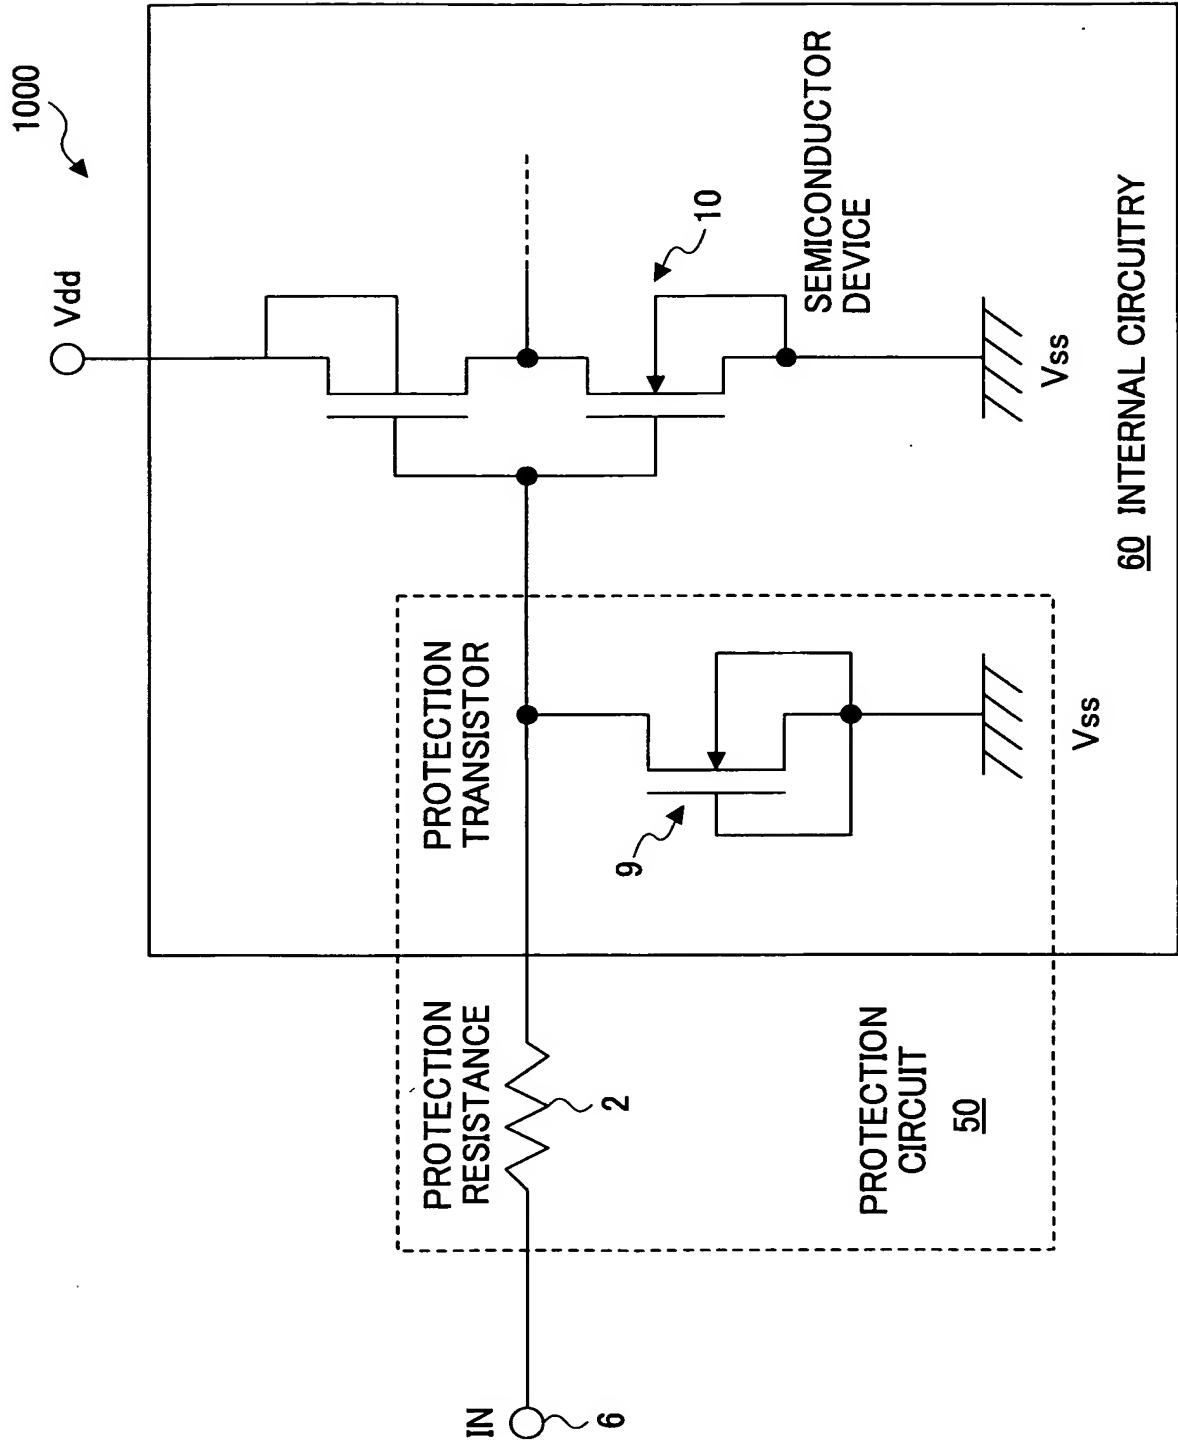 1000
Vdd
10
SEMICONDUCTOR
DEVICE
Vss
60 INTERNAL CIRCUITRY
PROTECTION
TRANSISTOR
9
Vss
PROTECTION
RESISTANCE
2
PROTECTION
CIRCUIT
50
IN
6